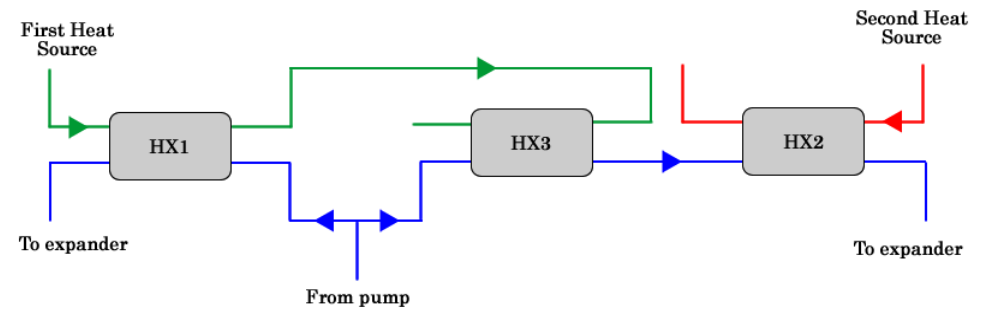 First Heat
Source
Second Heat
Source
HX1
HX3
HX2
To expander
To expander
From pump